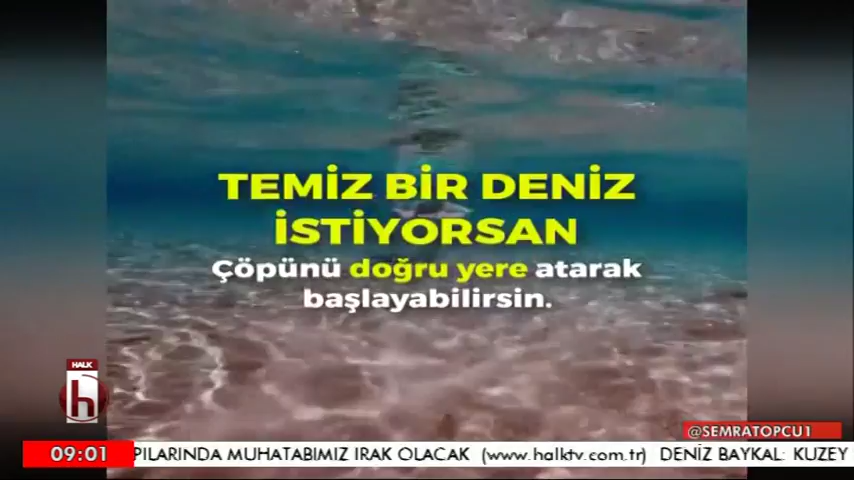 TEMİZ BİR DENİZ
İSTİYORSAN
Çöpünü doğru yere atarak
başlayabilirsin.
HALK
h
@SEMRATOPCU1
09:01 PILARINDA MUHATABIMIZ IRAK OLACAK (www.halktv.com.tr) DENİZ BAYKAL: KUZEY